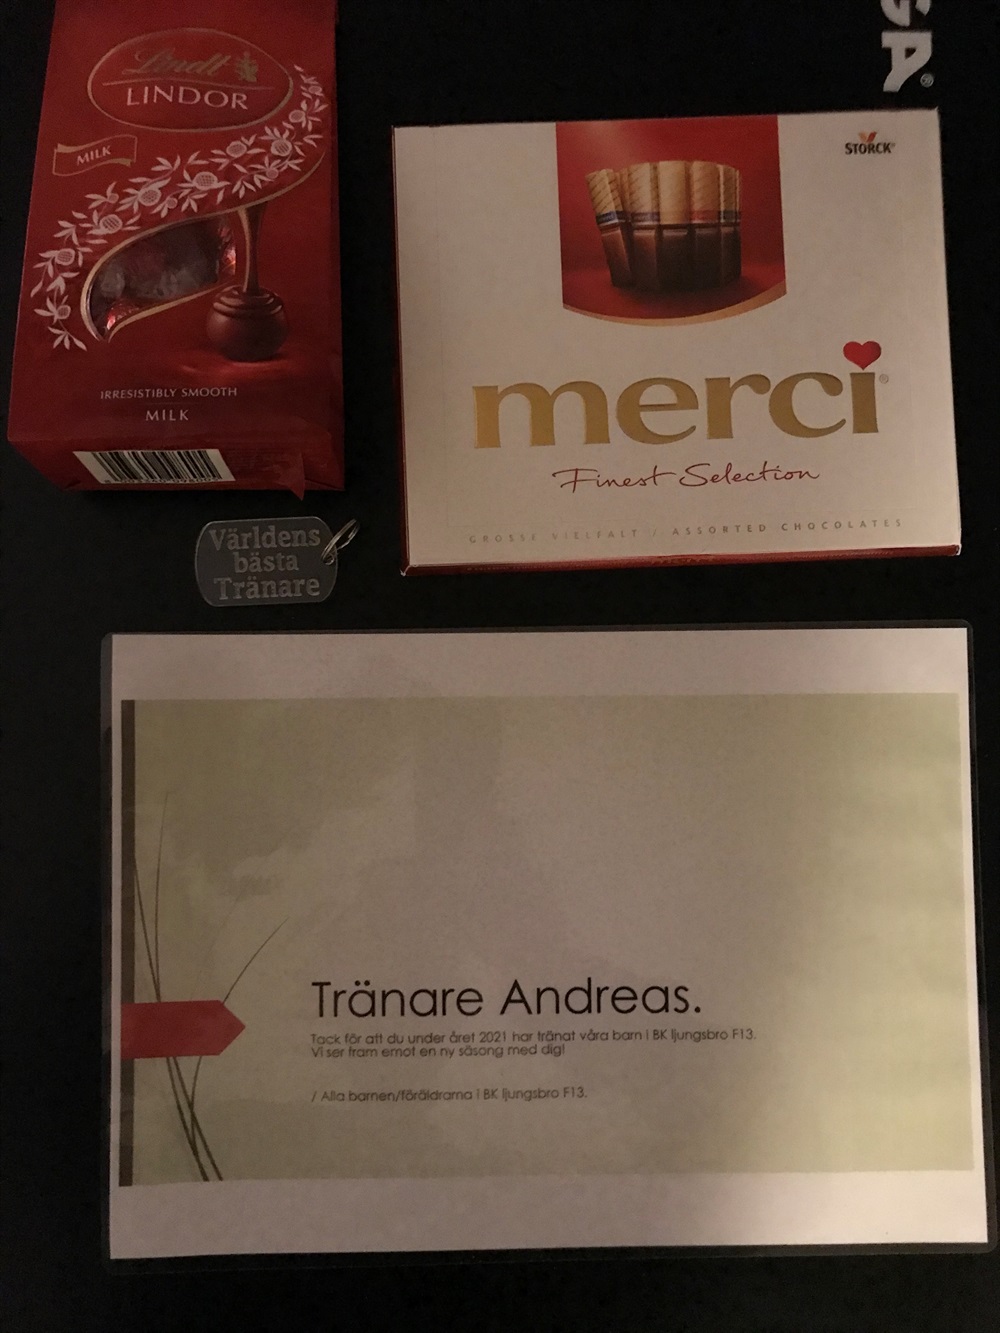 GA®
Lindt
LINDOR
MILK
IRRESISTIBLY SMOOTH
MILK
STORCK®
merci®
Finest Selection
GROSSE VIELFALT / ASSORTED CHOCOLATES
Världens
bästa
Tränare
Tränare Andreas.
Tack för att du under året 2021 har tränat våra barn i BK ljungsbro F13.
Vi ser fram emot en ny säsong med dig!
/ Alla barnen/föräldrarna i BK ljungsbro F13.